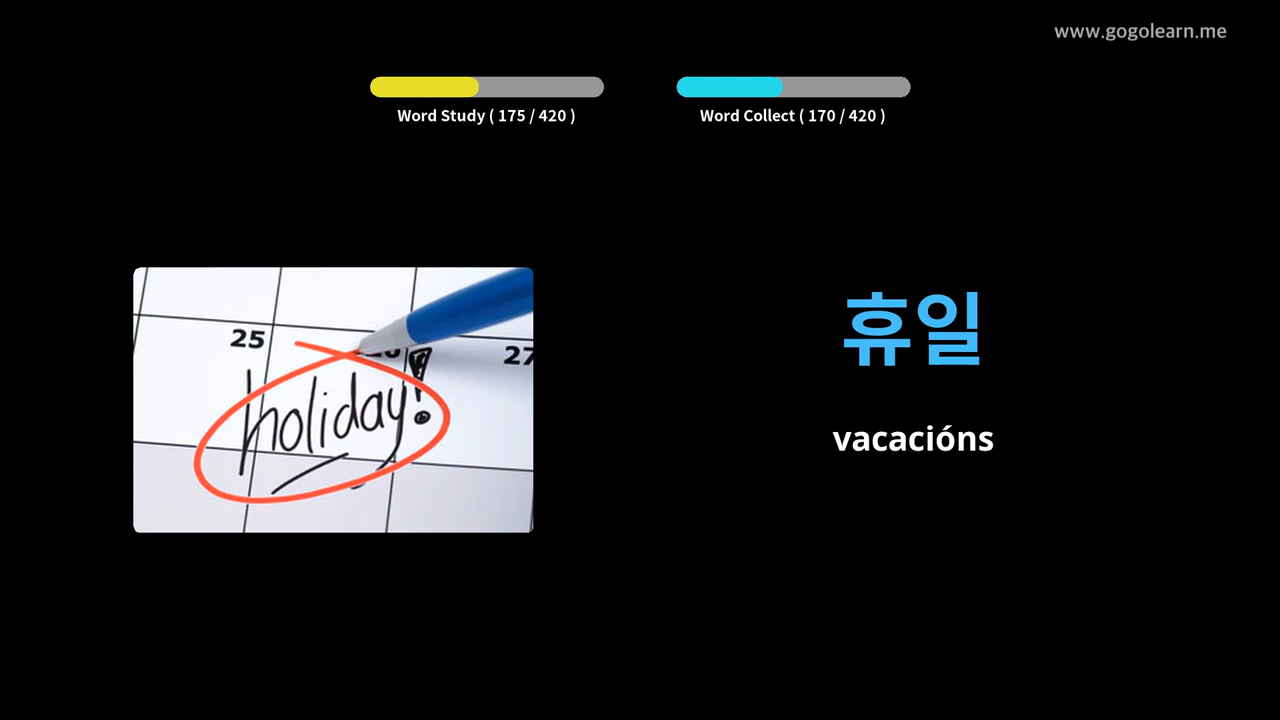 www.gogolearn.me
Word Study ( 175 / 420 )
Word Collect ( 170 / 420 )
25
27
holiday!
휴일
vacacións